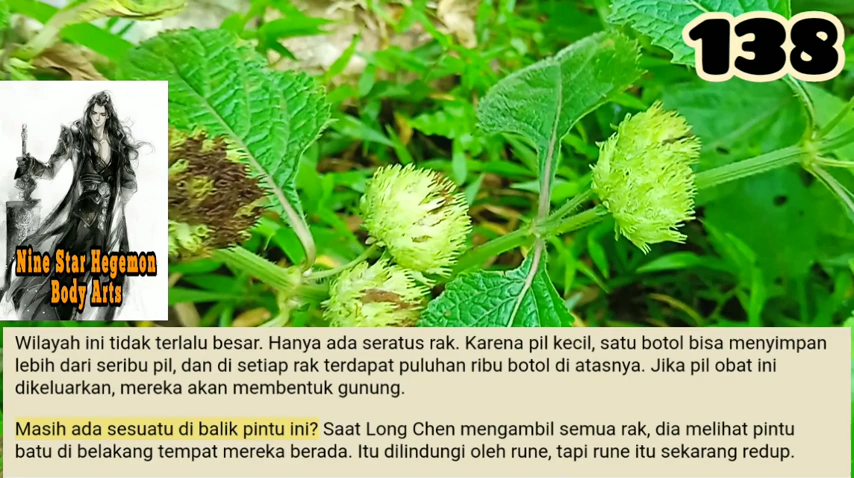 138
Nine Star Hegemon
Body Arts
Wilayah ini tidak terlalu besar. Hanya ada seratus rak. Karena pil kecil, satu botol bisa menyimpan
lebih dari seribu pil, dan di setiap rak terdapat puluhan ribu botol di atasnya. Jika pil obat ini
dikeluarkan, mereka akan membentuk gunung.
Masih ada sesuatu di balik pintu ini? Saat Long Chen mengambil semua rak, dia melihat pintu
batu di belakang tempat mereka berada. Itu dilindungi oleh rune, tapi rune itu sekarang redup.